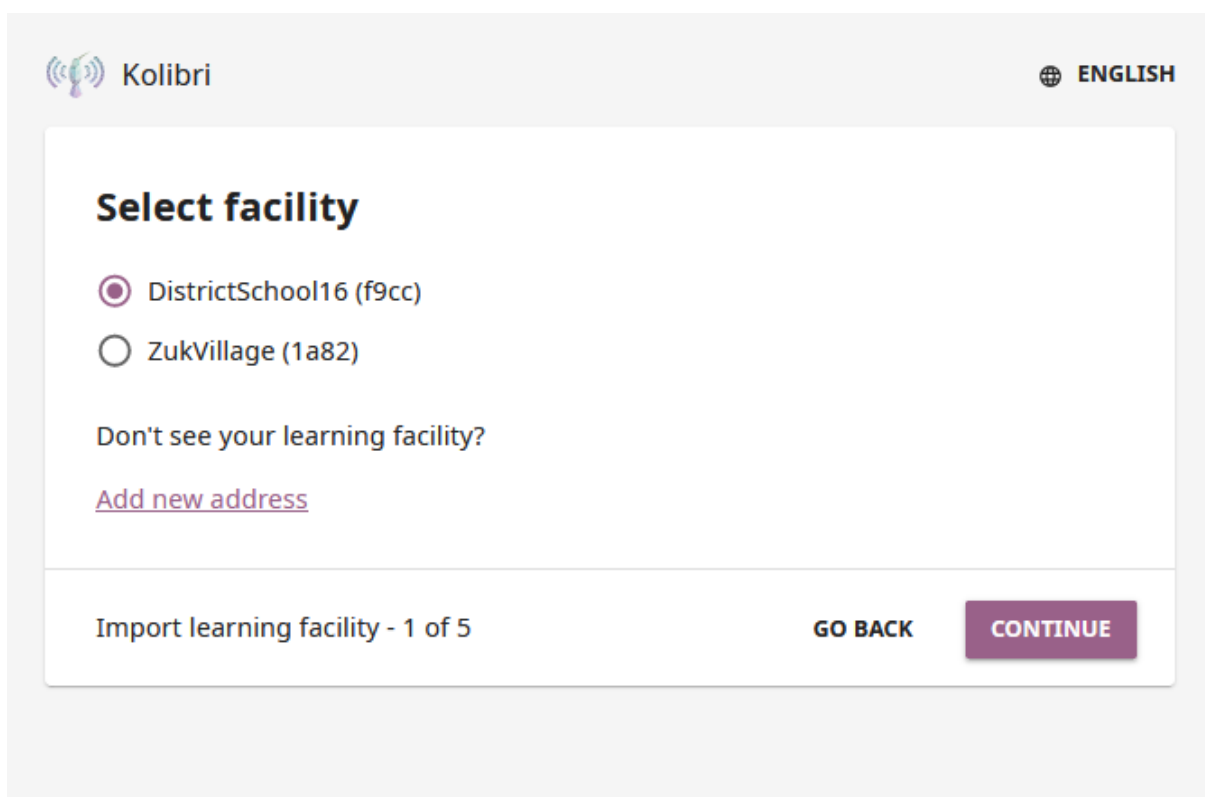 Kolibri
ENGLISH
Select facility
DistrictSchool16 (f9cc)
ZukVillage (1a82)
Don't see your learning facility?
Add new address
Import learning facility - 1 of 5
GO BACK
CONTINUE